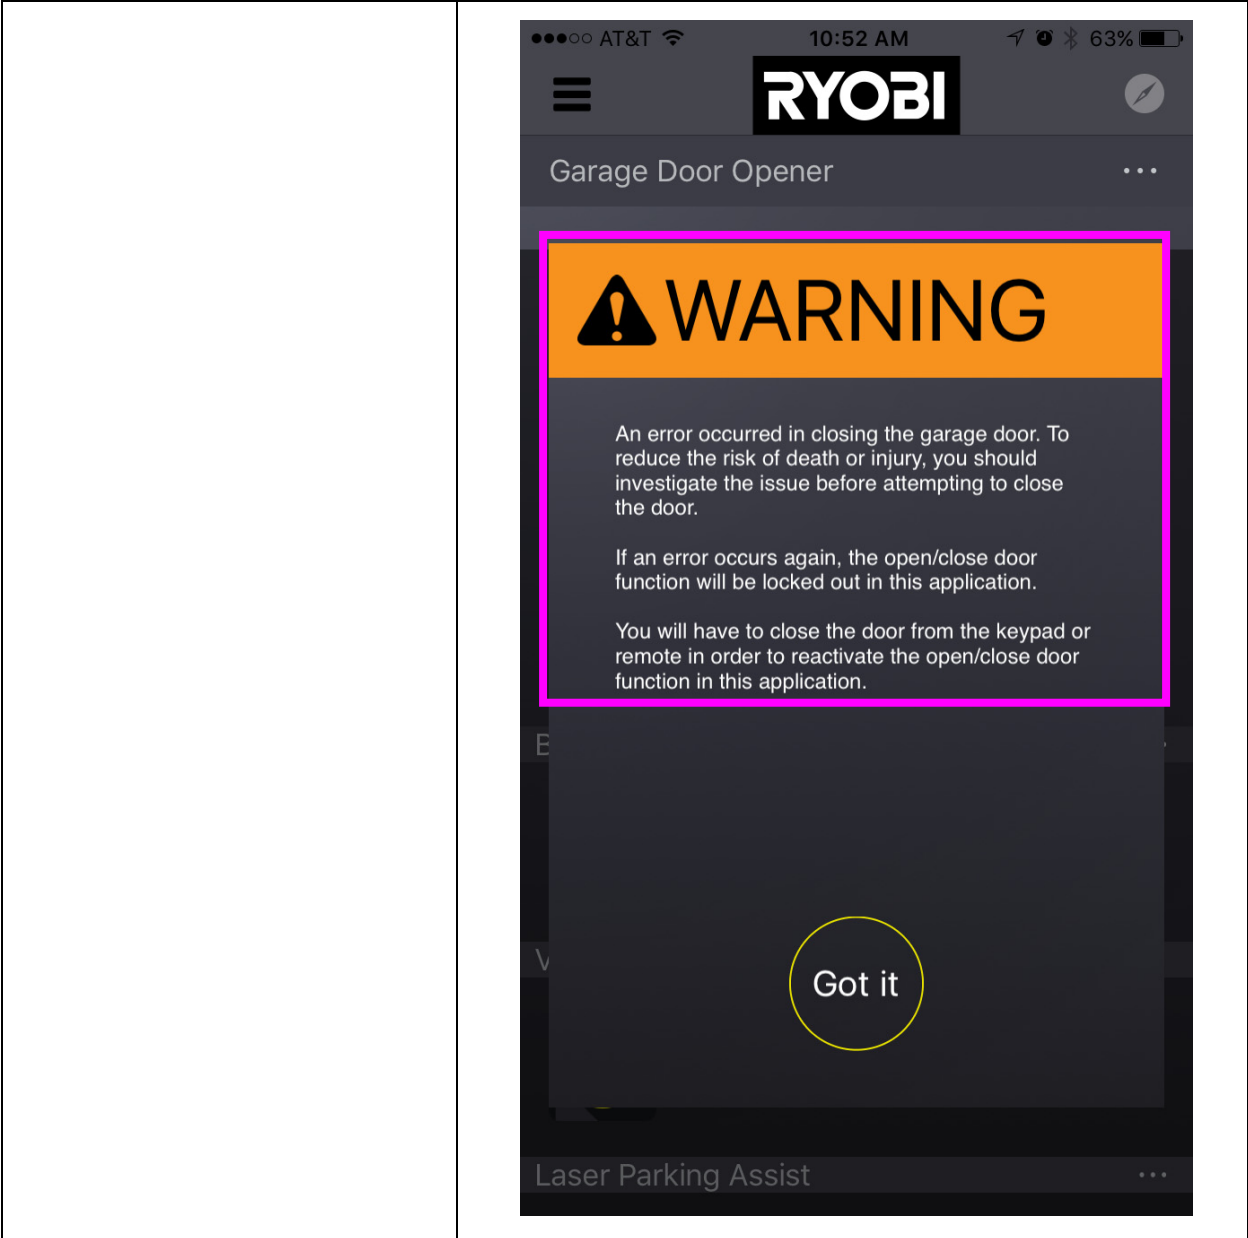 AT&T 10:52 AM 63%
RYOBI
Garage Door Opener
WARNING
An error occurred in closing the garage door. To
reduce the risk of death or injury, you should
investigate the issue before attempting to close
the door.
If an error occurs again, the open/close door
function will be locked out in this application.
You will have to close the door from the keypad or
remote in order to reactivate the open/close door
function in this application.
Got it
Laser Parking Assist